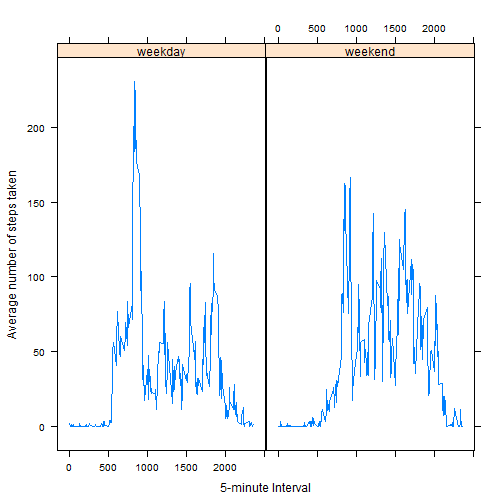 0 500 1000 1500 2000
weekday weekend
200
150
100
50
0
Average number of steps taken
0 500 1000 1500 2000
5-minute Interval